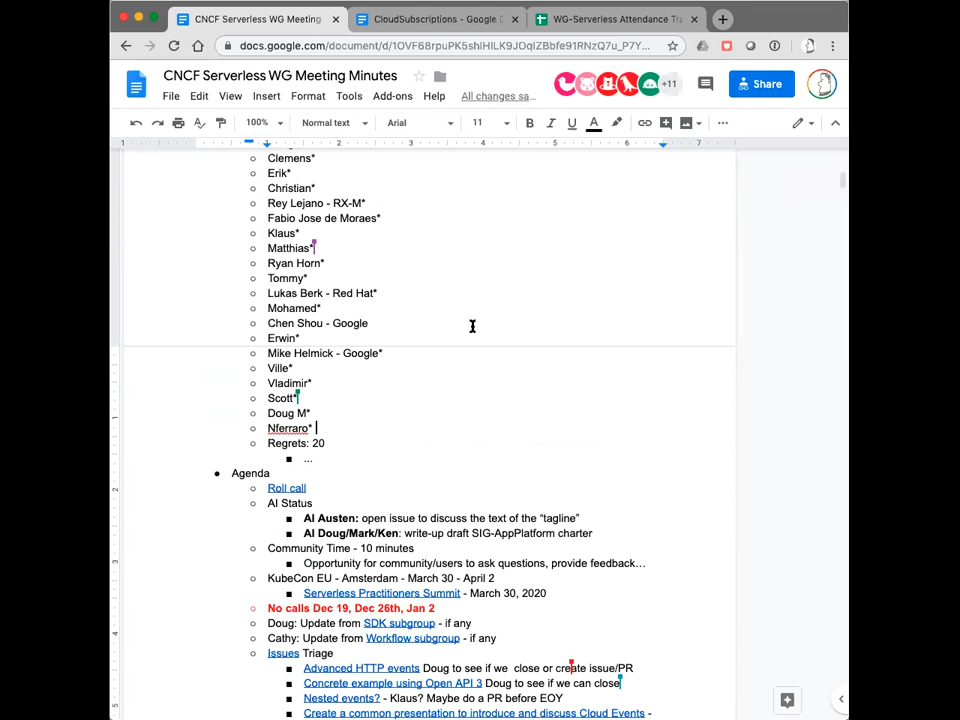 CNCF Serverless WG Meeting
CloudSubscriptions - Google D
WG-Serverless Attendance Tra
docs.google.com/document/d/1OVF68rpuPK5shIHlLK9JOqIZBbfe91RNzQ7u_P7Y...
CNCF Serverless WG Meeting Minutes
+11
Share
File Edit View Insert Format Tools Add-ons Help All changes sa...
100% Normal text Arial 11 B I U A
1 1 2 3 4 5 6 7
Clemens*
Erik*
Christian*
Rey Lejano - RX-M*
Fabio Jose de Moraes*
Klaus*
Matthias*
Ryan Horn*
Tommy*
Lukas Berk - Red Hat*
Mohamed*
Chen Shou - Google
Erwin*
Mike Helmick - Google*
Ville*
Vladimir*
Scott*
Doug M*
Nferraro*
Regrets: 20
...
Agenda
Roll call
AI Status
AI Austen: open issue to discuss the text of the “tagline”
AI Doug/Mark/Ken: write-up draft SIG-AppPlatform charter
Community Time - 10 minutes
Opportunity for community/users to ask questions, provide feedback…
KubeCon EU - Amsterdam - March 30 - April 2
Serverless Practitioners Summit - March 30, 2020
No calls Dec 19, Dec 26th, Jan 2
Doug: Update from SDK subgroup - if any
Cathy: Update from Workflow subgroup - if any
Issues Triage
Advanced HTTP events Doug to see if we close or create issue/PR
Concrete example using Open API 3 Doug to see if we can close
Nested events? - Klaus? Maybe do a PR before EOY
Create a common presentation to introduce and discuss Cloud Events -